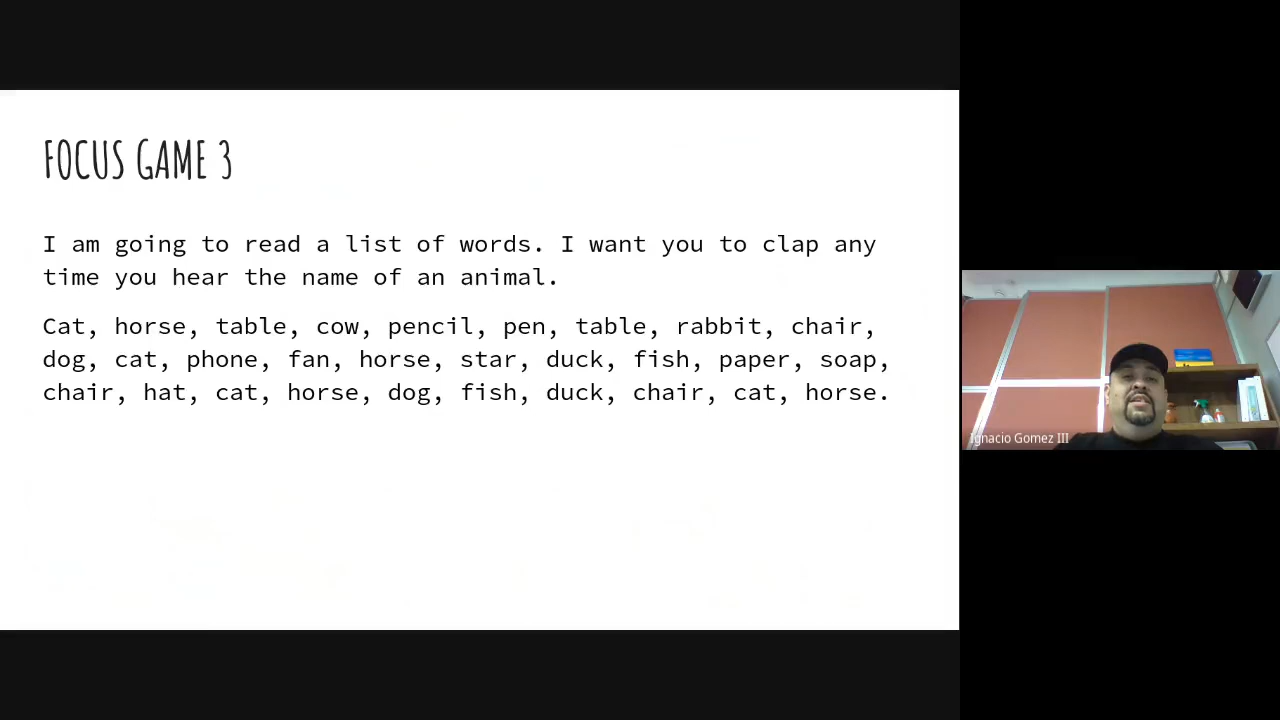 FOCUS GAME 3
I am going to read a list of words. I want you to clap any
time you hear the name of an animal.
Cat, horse, table, cow, pencil, pen, table, rabbit, chair,
dog, cat, phone, fan, horse, star, duck, fish, paper, soap,
chair, hat, cat, horse, dog, fish, duck, chair, cat, horse.
Ignacio Gomez III